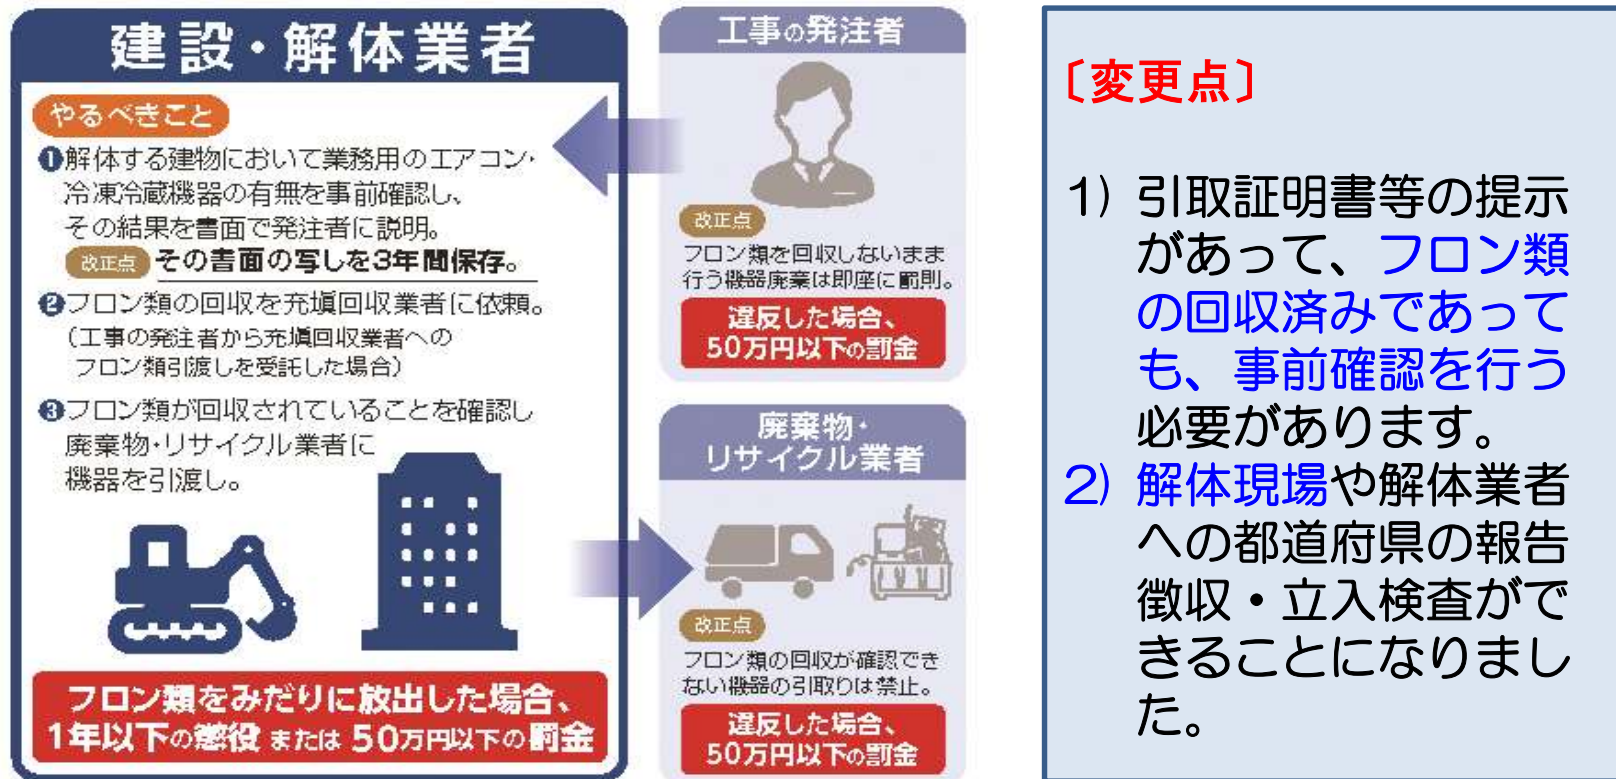 建設・解体業者
やるべきこと
❶解体する建物において業務用のエアコン・
冷凍冷蔵機器の有無を事前確認し、
その結果を書面で発注者に説明。
改正点 その書面の写しを3年間保存。
❷フロン類の回収を充塡回収業者に依頼。
(工事の発注者から充塡回収業者への
フロン類引渡しを受託した場合)
❸フロン類が回収されていることを確認し
廃棄物・リサイクル業者に
機器を引渡し。
フロン類をみだりに放出した場合、
1年以下の懲役 または 50万円以下の罰金
工事の発注者
改正点
フロン類を回収しないまま
行う機器廃棄は即座に罰則。
違反した場合、
50万円以下の罰金
廃棄物・
リサイクル業者
改正点
フロン類の回収が確認でき
ない機器の引取りは禁止。
違反した場合、
50万円以下の罰金
〔変更点〕
1) 引取証明書等の提示
があって、フロン類
の回収済みであって
も、事前確認を行う
必要があります。
2) 解体現場や解体業者
への都道府県の報告
徴収・立入検査がで
きることになりまし
た。